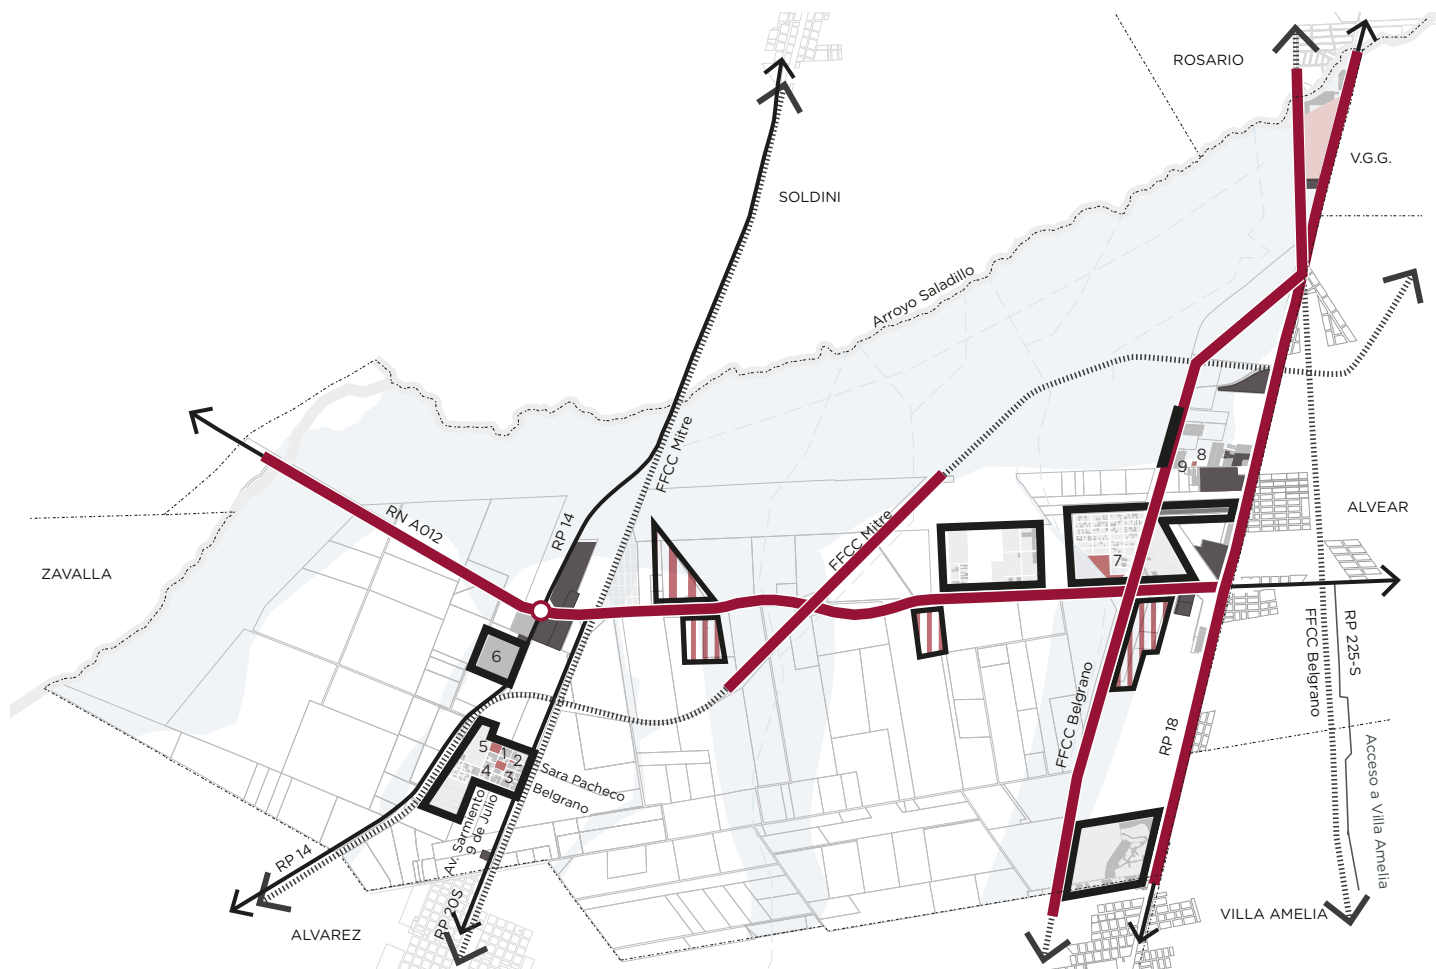 ROSARIO
V.G.G.
SOLDINI
Arroyo Saladillo
FFCC Mitre
RN A012
RP 14
FFCC Mitre
8
9
ALVEAR
ZAVALLA
7
6
RP 225-S
FFCC Belgrano
FFCC Belgrano
RP 18
Acceso a Villa Amelia
5
1
2
4
3
Sara Pacheco
Belgrano
Av. Sarmiento
9 de Julio
RP 14
RP 20S
ALVAREZ
VILLA AMELIA